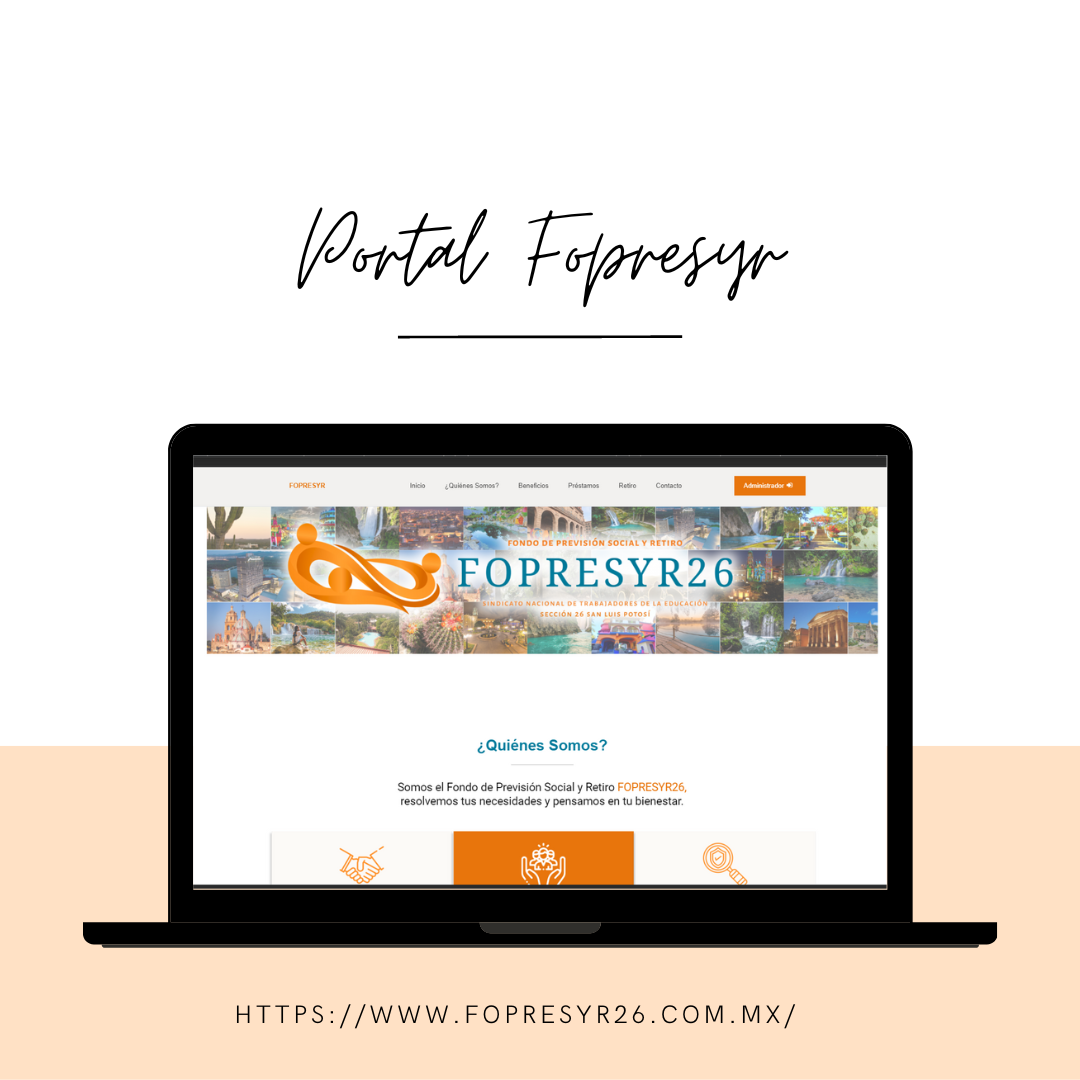 Portal Fopresyr
FOPRESYR
Inicio
¿Quiénes Somos?
Beneficios
Préstamos
Retiro
Contacto
Administrador
FONDO DE PREVISIÓN SOCIAL Y RETIRO
FOPRESYR26
SINDICATO NACIONAL DE TRABAJADORES DE LA EDUCACIÓN
SECCIÓN 26 SAN LUIS POTOSÍ
¿Quiénes Somos?
Somos el Fondo de Previsión Social y Retiro FOPRESYR26,
resolvemos tus necesidades y pensamos en tu bienestar.
HTTPS://WWW.FOPRESYR26.COM.MX/